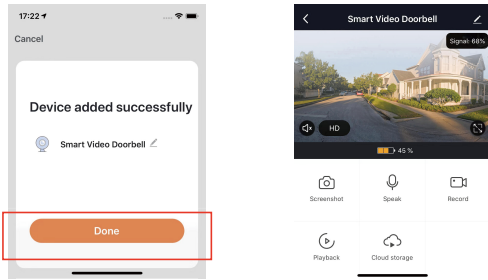 17:22
Cancel
Device added successfully
Smart Video Doorbell
Done
Smart Video Doorbell
Signal: 68%
HD
45 %
Screenshot
Speak
Record
Playback
Cloud storage